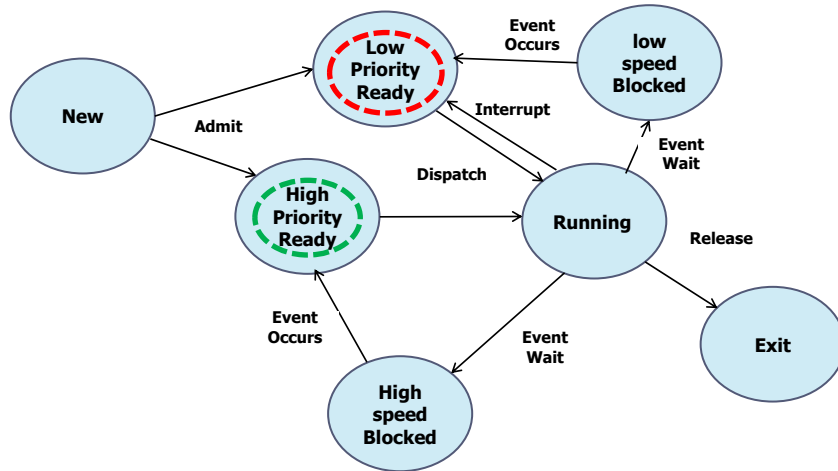 Low
Priority
Ready
Event
Occurs
low
speed
Blocked
New
Admit
Interrupt
Event
Wait
Dispatch
High
Priority
Ready
Running
Release
Event
Occurs
Event
Wait
Exit
High
speed
Blocked